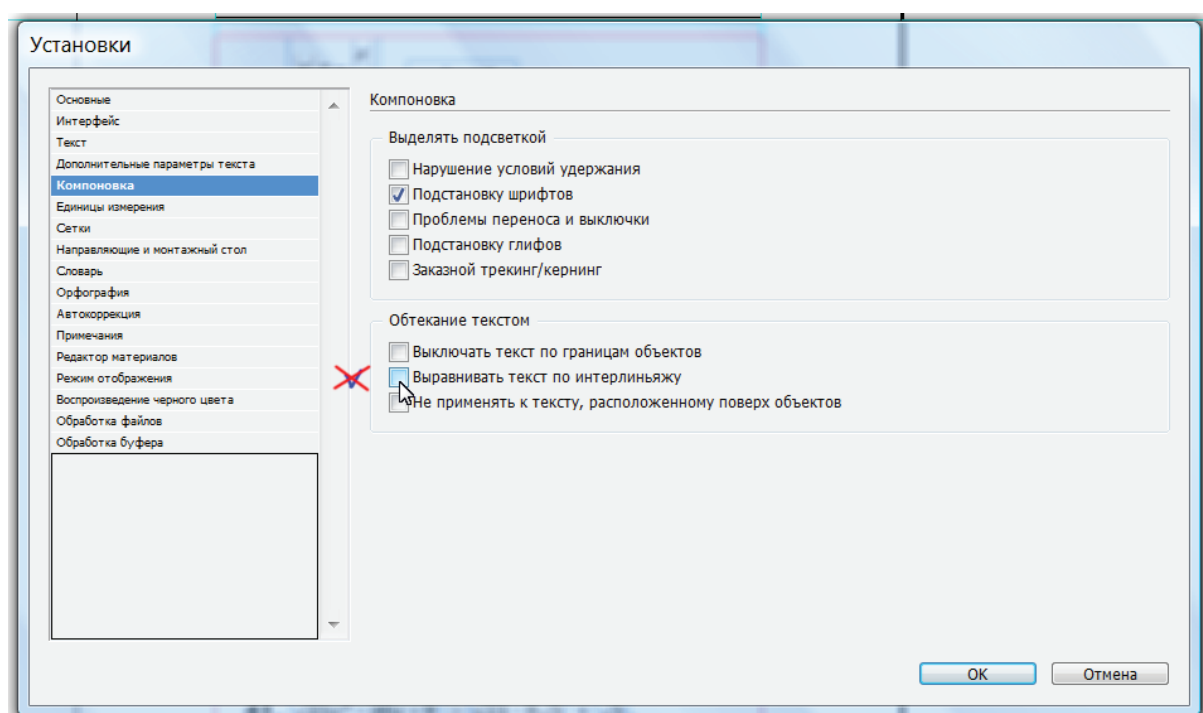 Установки
Основные
Интерфейс
Текст
Дополнительные параметры текста
Компоновка
Единицы измерения
Сетки
Направляющие и монтажный стол
Словарь
Орфография
Автокоррекция
Примечания
Редактор материалов
Режим отображения
Воспроизведение черного цвета
Обработка файлов
Обработка буфера
Компоновка
Выделять подсветкой
Нарушение условий удержания
Подстановку шрифтов
Проблемы переноса и выключки
Подстановку глифов
Заказной трекинг/кернинг
Обтекание текстом
Выключать текст по границам объектов
Выравнивать текст по интерлиньяжу
Не применять к тексту, расположенному поверх объектов
OK
Отмена